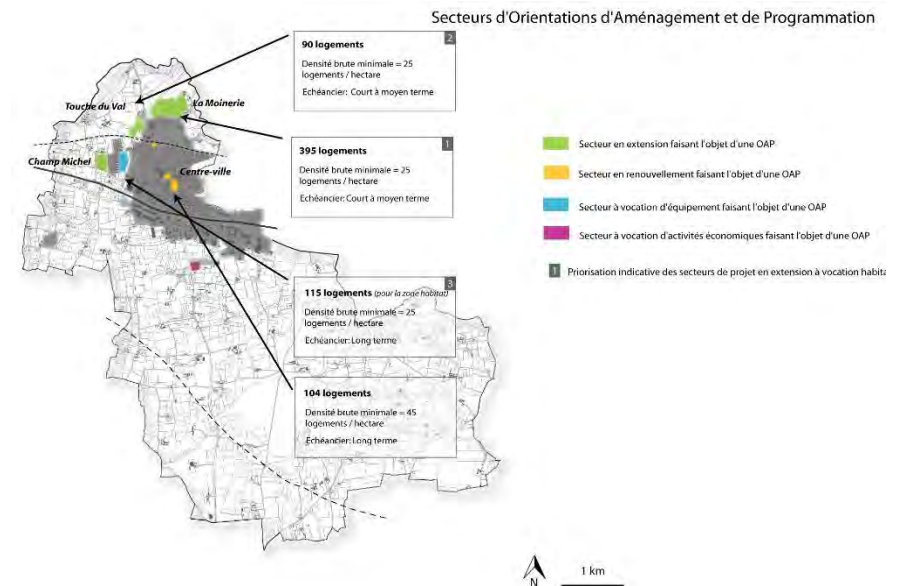 Secteurs d'Orientations d'Aménagement et de Programmation
2
90 logements
Densité brute minimale = 25
logements / hectare
Echéancier: Court à moyen terme
Touche du Val
La Moinerie
1
395 logements
Densité brute minimale = 25
logements / hectare
Echéancier: Court à moyen terme
Champ Michel
Centre-ville
3
115 logements (pour la zone habitat)
Densité brute minimale = 25
logements / hectare
Echéancier: Long terme
104 logements
Densité brute minimale = 45
logements / hectare
Echéancier: Long terme
Secteur en extension faisant l'objet d'une OAP
Secteur en renouvellement faisant l'objet d'une OAP
Secteur à vocation d'équipement faisant l'objet d'une OAP
Secteur à vocation d'activités économiques faisant l'objet d'une OAP
1 Priorisation indicative des secteurs de projet en extension à vocation habita
N
1 km